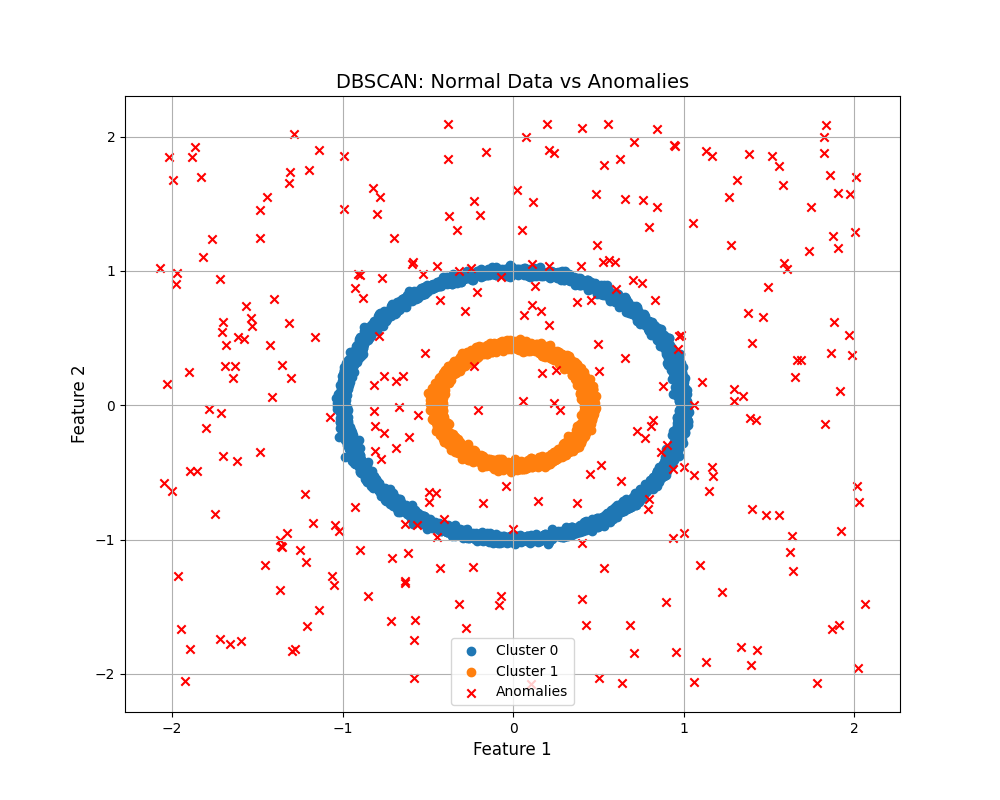 DBSCAN: Normal Data vs Anomalies
Feature 2
2
1
0
−1
−2
Cluster 0
Cluster 1
Anomalies
−2
−1
0
1
2
Feature 1